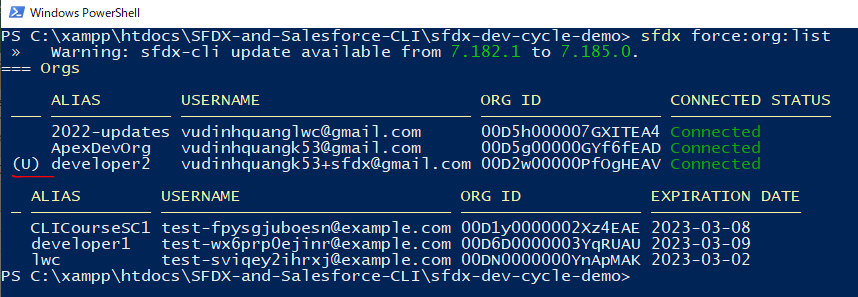 Windows PowerShell
PS C:\xampp\htdocs\SFDX-and-Salesforce-CLI\sfdx-dev-cycle-demo> sfdx force:org:list
» Warning: sfdx-cli update available from 7.182.1 to 7.185.0.
=== Orgs
ALIAS USERNAME ORG ID CONNECTED STATUS
2022-updates vudinhquanglwc@gmail.com 00D5h000007GXITEA4 Connected
ApexDevOrg vudinhquangk53@gmail.com 00D5g00000GYf6fEAD Connected
(U) developer2 vudinhquangk53+sfdx@gmail.com 00D2w00000PfOgHEAV Connected
ALIAS USERNAME ORG ID EXPIRATION DATE
CLICourseSC1 test-fpysgjuboesn@example.com 00D1y0000002Xz4EAE 2023-03-08
developer1 test-wx6prp0ejinr@example.com 00D6D0000003YqRUAU 2023-03-09
lwc test-sviqey2ihrxj@example.com 00DN0000000YnApMAK 2023-03-02
PS C:\xampp\htdocs\SFDX-and-Salesforce-CLI\sfdx-dev-cycle-demo>